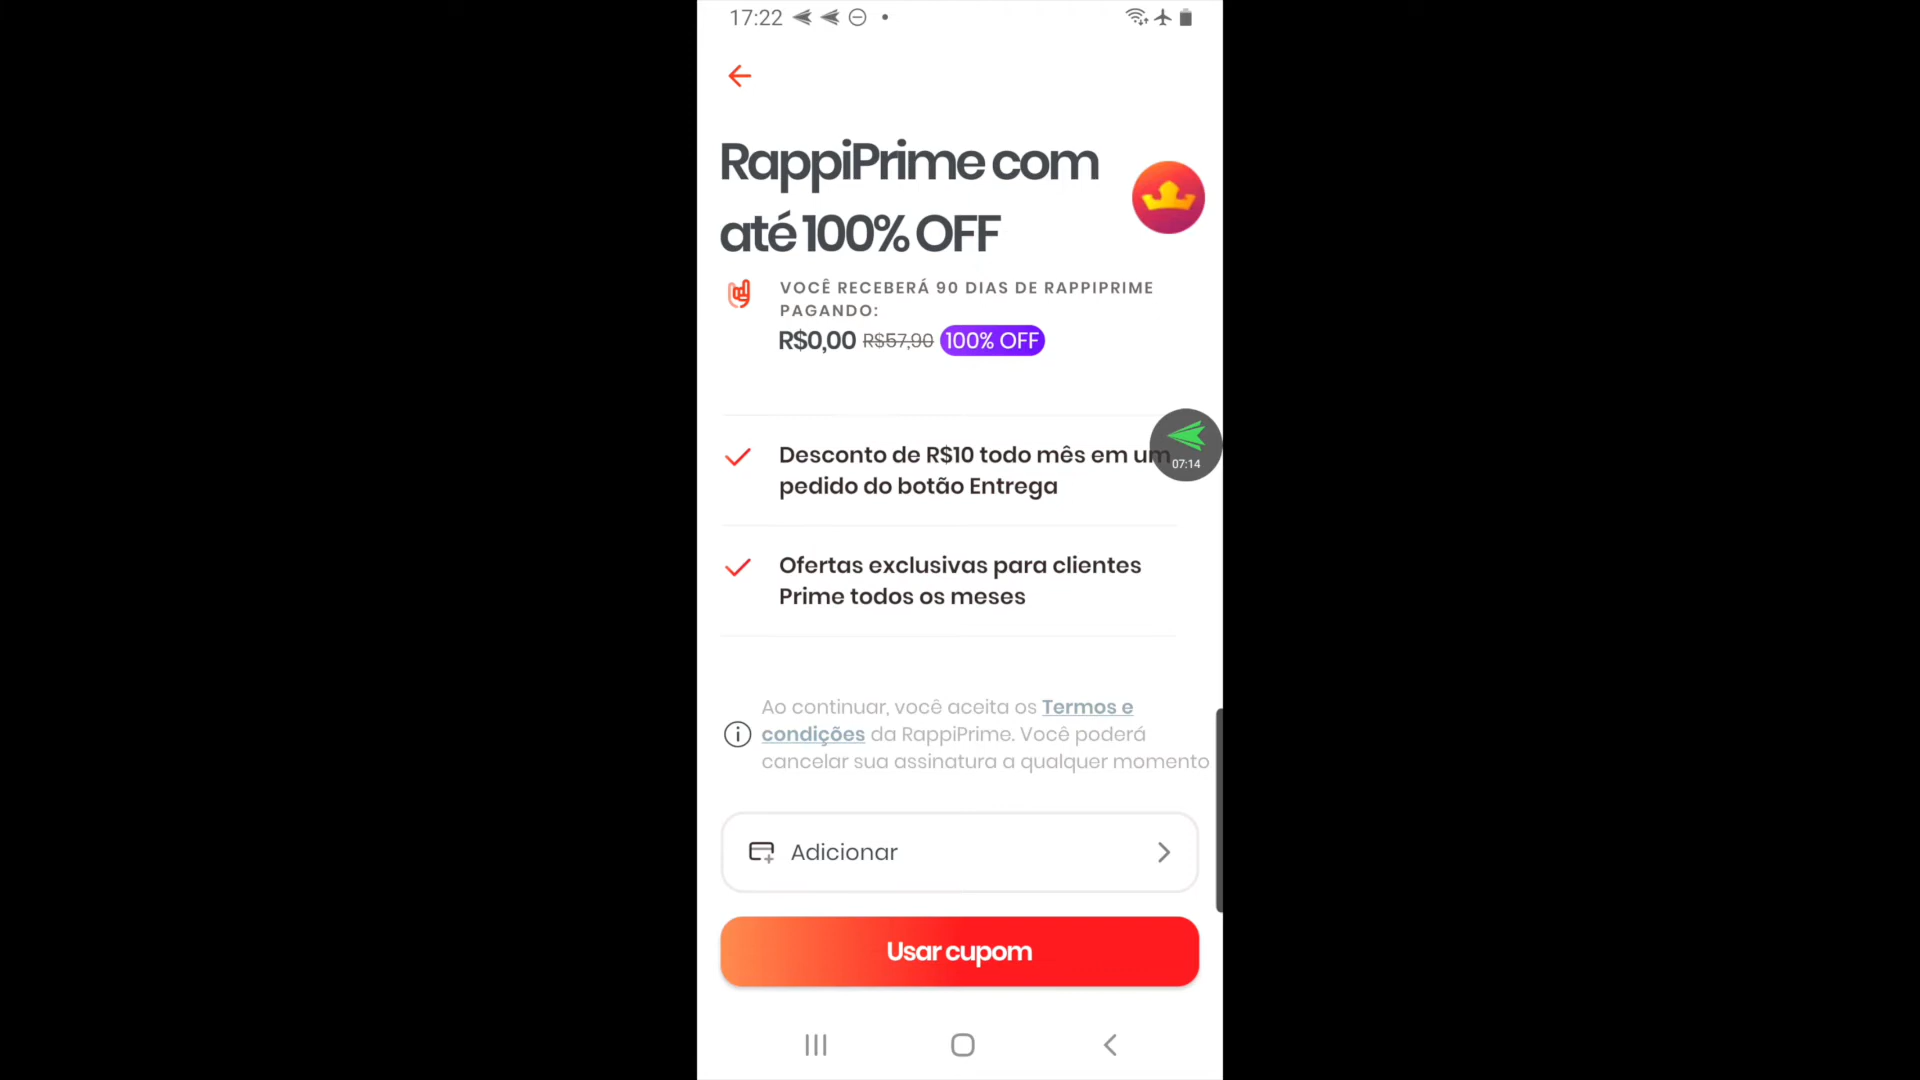 17:22
RappiPrime com
até 100% OFF
VOCÊ RECEBERÁ 90 DIAS DE RAPPIPRIME
PAGANDO:
R$0,00 R$57,90 100% OFF
Desconto de R$10 todo mês em um
pedido do botão Entrega
07:14
Ofertas exclusivas para clientes
Prime todos os meses
Ao continuar, você aceita os Termos e
condições da RappiPrime. Você poderá
cancelar sua assinatura a qualquer momento
Adicionar
Usar cupom